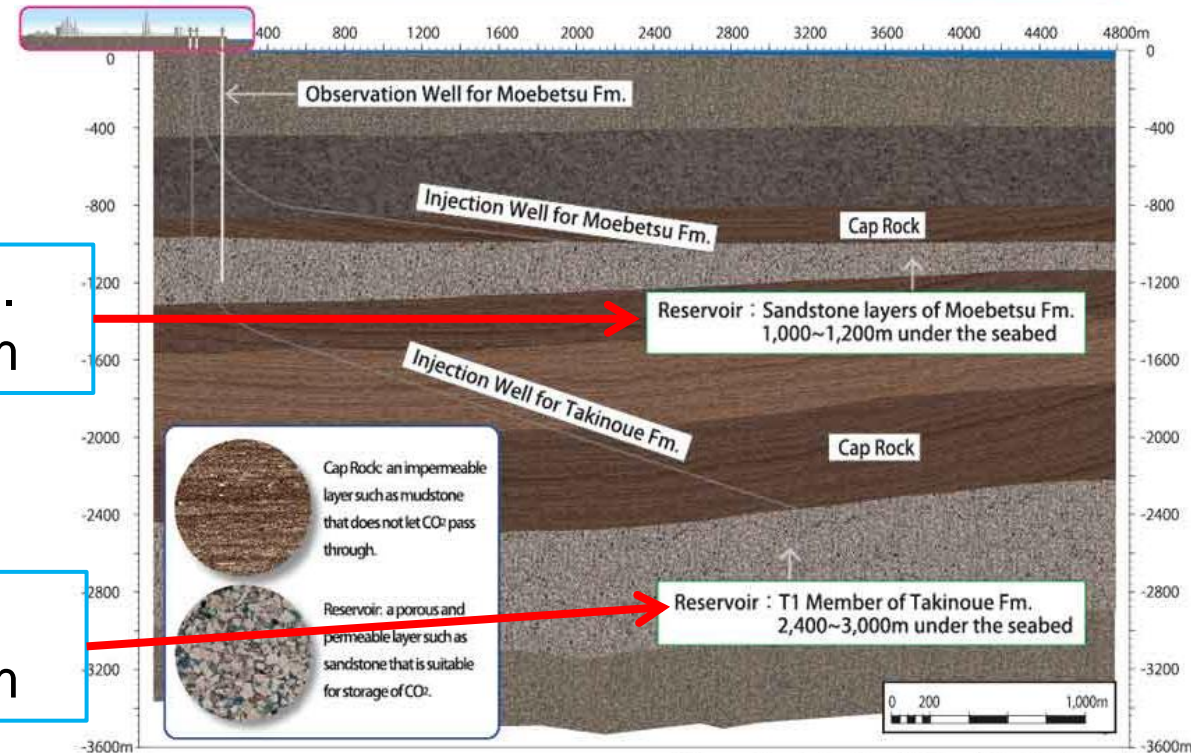 400 800 1200 1600 2000 2400 2800 3200 3600 4000 4400 4800m
0 0
Observation Well for Moebetsu Fm.
-400 -400
Injection Well for Moebetsu Fm.
-800 -800
Cap Rock
-1200 -1200
.
m
Reservoir : Sandstone layers of Moebetsu Fm.
1,000~1,200m under the seabed
-1600 -1600
Injection Well for Takinoue Fm.
-2000 -2000
Cap Rock
Cap Rock: an impermeable
layer such as mudstone
that does not let CO2 pass
through.
-2400 -2400
-2800 -2800
Reservoir: a porous and
permeable layer such as
sandstone that is suitable
for storage of CO2.
Reservoir : T1 Member of Takinoue Fm.
2,400~3,000m under the seabed
m
-3200 -3200
0 200 1,000m
-3600m -3600m